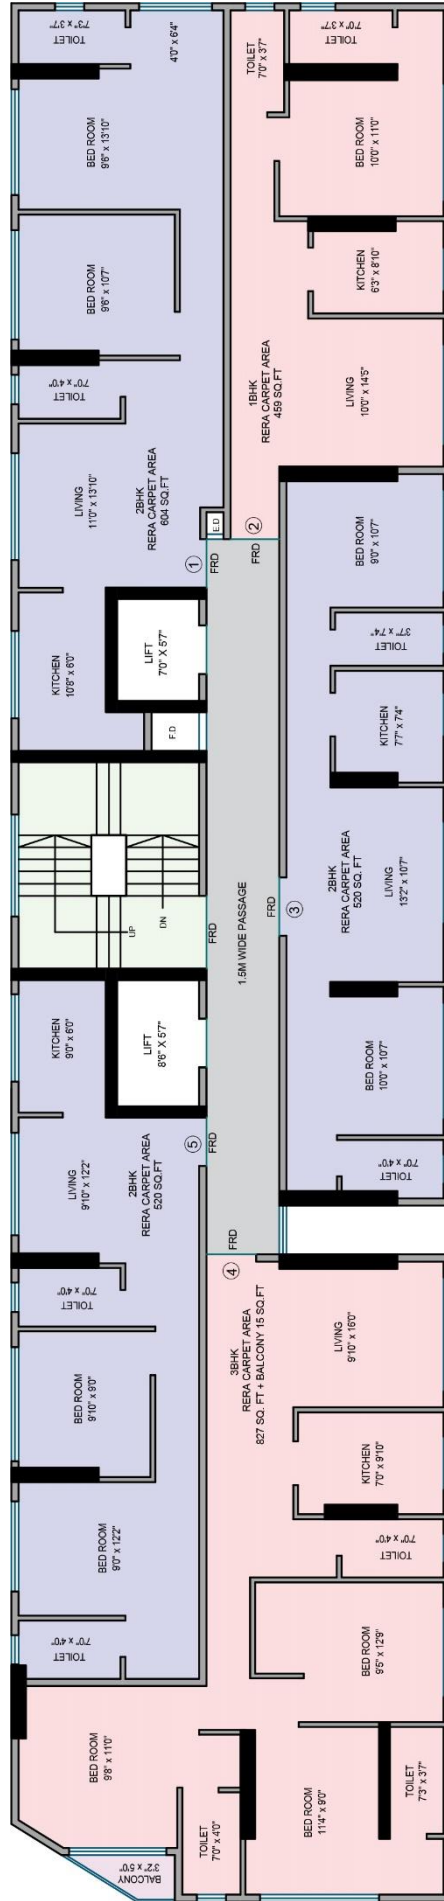 TOILET
7'3" x 3'7"
4'0" x 6'4"
BED ROOM
9'6" x 13'10"
BED ROOM
9'6" x 10'7"
TOILET
7'0" x 4'0"
LIVING
11'0" x 13'10"
2BHK
RERA CARPET AREA
604 SQ.FT
KITCHEN
10'8" x 6'0"
LIFT
7'0" X 5'7"
F.D
E.D
1
FRD
TOILET
7'0" x 3'7"
TOILET
7'0" x 3'7"
BED ROOM
10'0" x 11'0"
KITCHEN
6'3" x 8'10"
1BHK
RERA CARPET AREA
459 SQ.FT
LIVING
10'0" x 14'5"
2
FRD
BED ROOM
9'0" x 10'7"
TOILET
3'7" x 7'4"
KITCHEN
7'7" x 7'4"
2BHK
RERA CARPET AREA
520 SQ. FT
LIVING
13'2" x 10'7"
3
FRD
BED ROOM
10'0" x 10'7"
TOILET
7'0" x 4'0"
1.5M WIDE PASSAGE
UP
DN
FRD
KITCHEN
9'0" x 6'0"
LIFT
8'6" X 5'7"
5
FRD
LIVING
9'10" x 12'2"
2BHK
RERA CARPET AREA
520 SQ.FT
TOILET
7'0" x 4'0"
BED ROOM
9'10" x 9'0"
BED ROOM
9'0" x 12'2"
TOILET
7'0" x 4'0"
FRD
4
3BHK
RERA CARPET AREA
827 SQ. FT + BALCONY 15 SQ.FT
LIVING
9'10" x 16'0"
KITCHEN
7'0" x 9'10"
TOILET
7'0" x 4'0"
BED ROOM
9'5" x 12'9"
BED ROOM
9'8" x 11'0"
BED ROOM
11'4" x 9'0"
TOILET
7'3" x 3'7"
TOILET
7'0" x 4'0"
BALCONY
3'2" x 5'0"